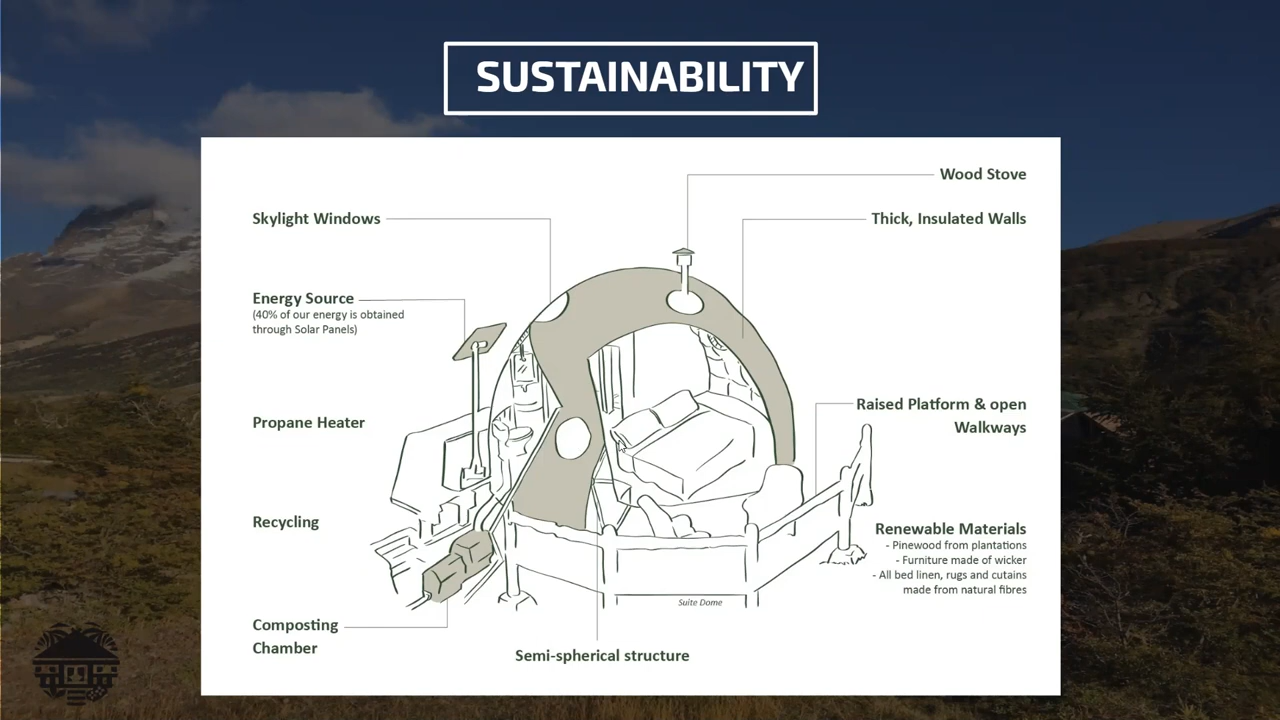 SUSTAINABILITY
Wood Stove
Skylight Windows
Thick, Insulated Walls
Energy Source
(40% of our energy is obtained
through Solar Panels)
Propane Heater
Raised Platform & open
Walkways
Recycling
Renewable Materials
- Pinewood from plantations
- Furniture made of wicker
- All bed linen, rugs and cutains
made from natural fibres
Suite Dome
Composting
Chamber
Semi-spherical structure